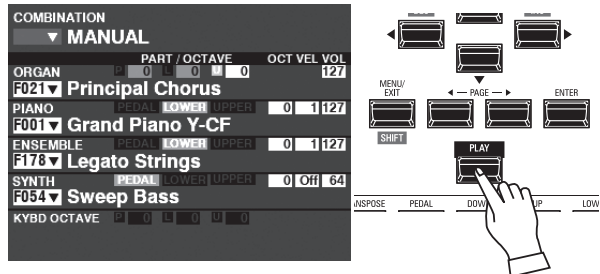 COMBINATION
▼ MANUAL
PART / OCTAVE OCT VEL VOL
ORGAN P 0 L 0 U 0 127
F021▼ Principal Chorus
PIANO PEDAL LOWER UPPER 0 1 127
F001▼ Grand Piano Y-CF
ENSEMBLE PEDAL LOWER UPPER 0 1 127
F178▼ Legato Strings
SYNTH PEDAL LOWER UPPER 0 Off 64
F054▼ Sweep Bass
KYBD OCTAVE P 0 L 0 U 0
MENU/
EXIT
◀ — PAGE — ▶
ENTER
SHIFT
PLAY
NSPOSE PEDAL DOW UP LOW